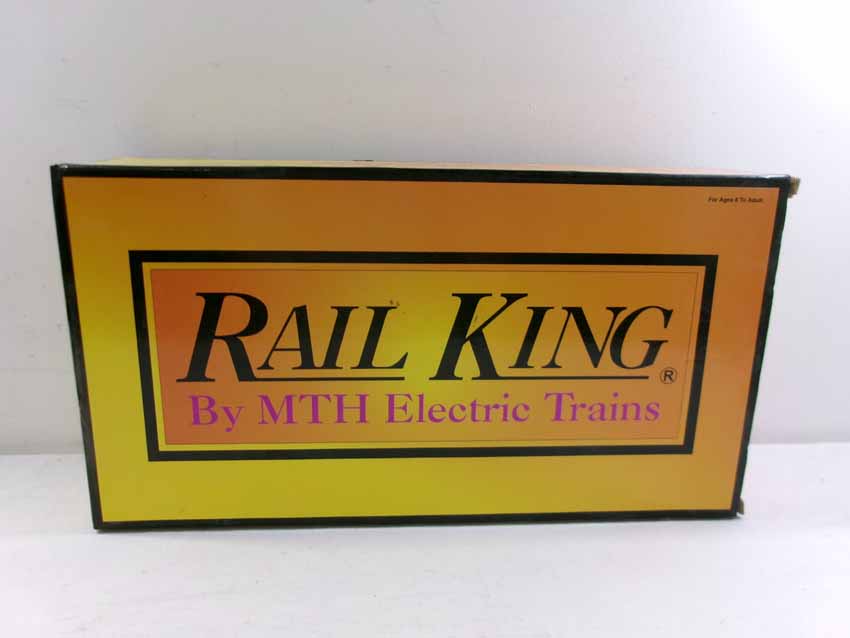 For Ages 8 To Adult.
RAIL KING ®
By MTH Electric Trains